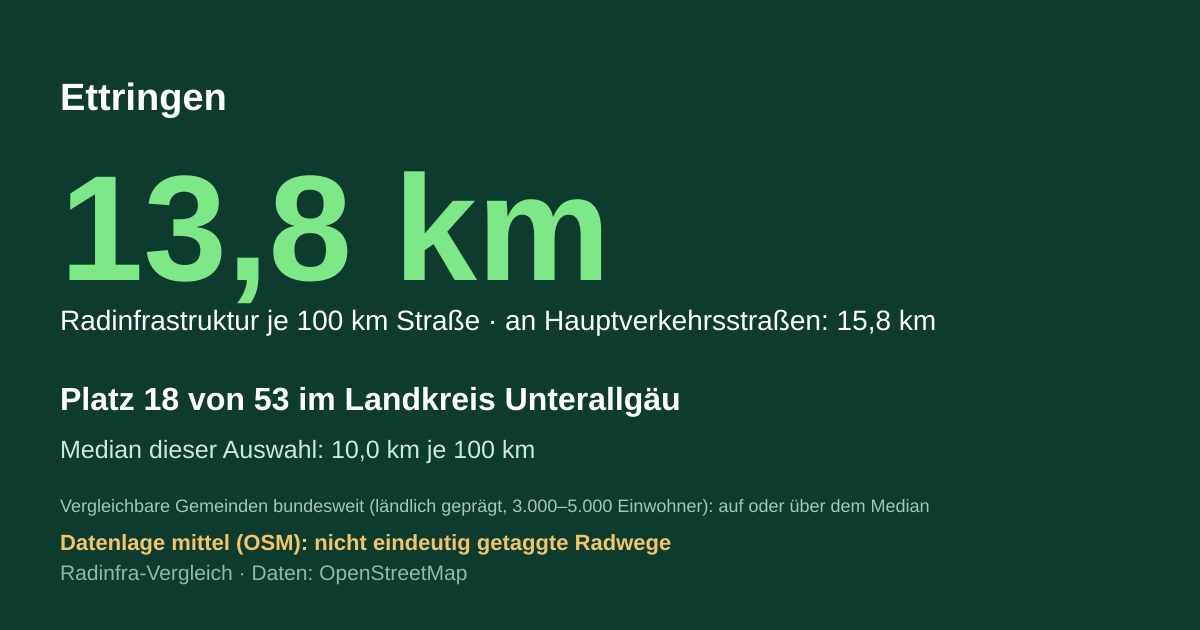 Ettringen
13,8 km
Radinfrastruktur je 100 km Straße · an Hauptverkehrsstraßen: 15,8 km
Platz 18 von 53 im Landkreis Unterallgäu
Median dieser Auswahl: 10,0 km je 100 km
Vergleichbare Gemeinden bundesweit (ländlich geprägt, 3.000–5.000 Einwohner): auf oder über dem Median
Datenlage mittel (OSM): nicht eindeutig getaggte Radwege
Radinfra-Vergleich · Daten: OpenStreetMap